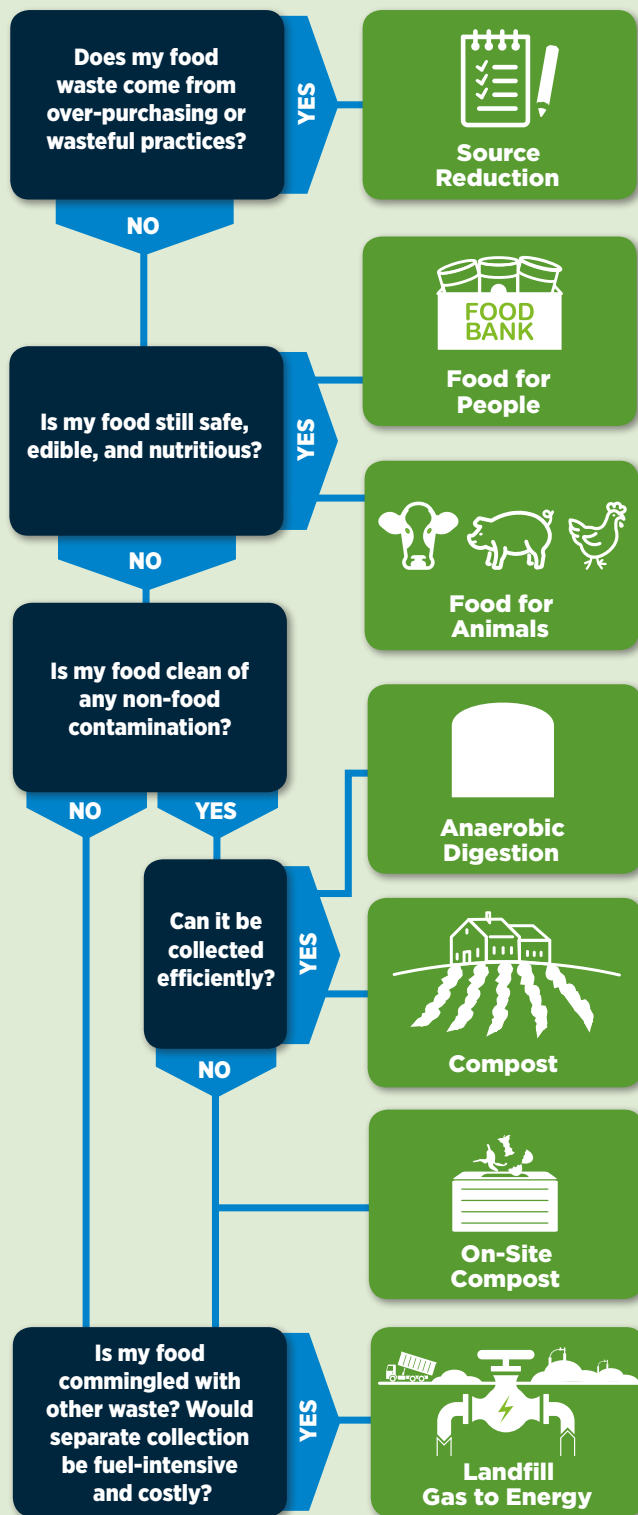 Does my food
waste come from
over-purchasing or
wasteful practices?
YES
Source
Reduction
NO
FOOD
BANK
Food for
People
Is my food still safe,
edible, and nutritious?
YES
Food for
Animals
NO
Is my food clean of
any non-food
contamination?
NO
YES
Anaerobic
Digestion
Can it be
collected
efficiently?
YES
Compost
NO
On-Site
Compost
Is my food
commingled with
other waste? Would
separate collection
be fuel-intensive
and costly?
YES
Landfill
Gas to Energy